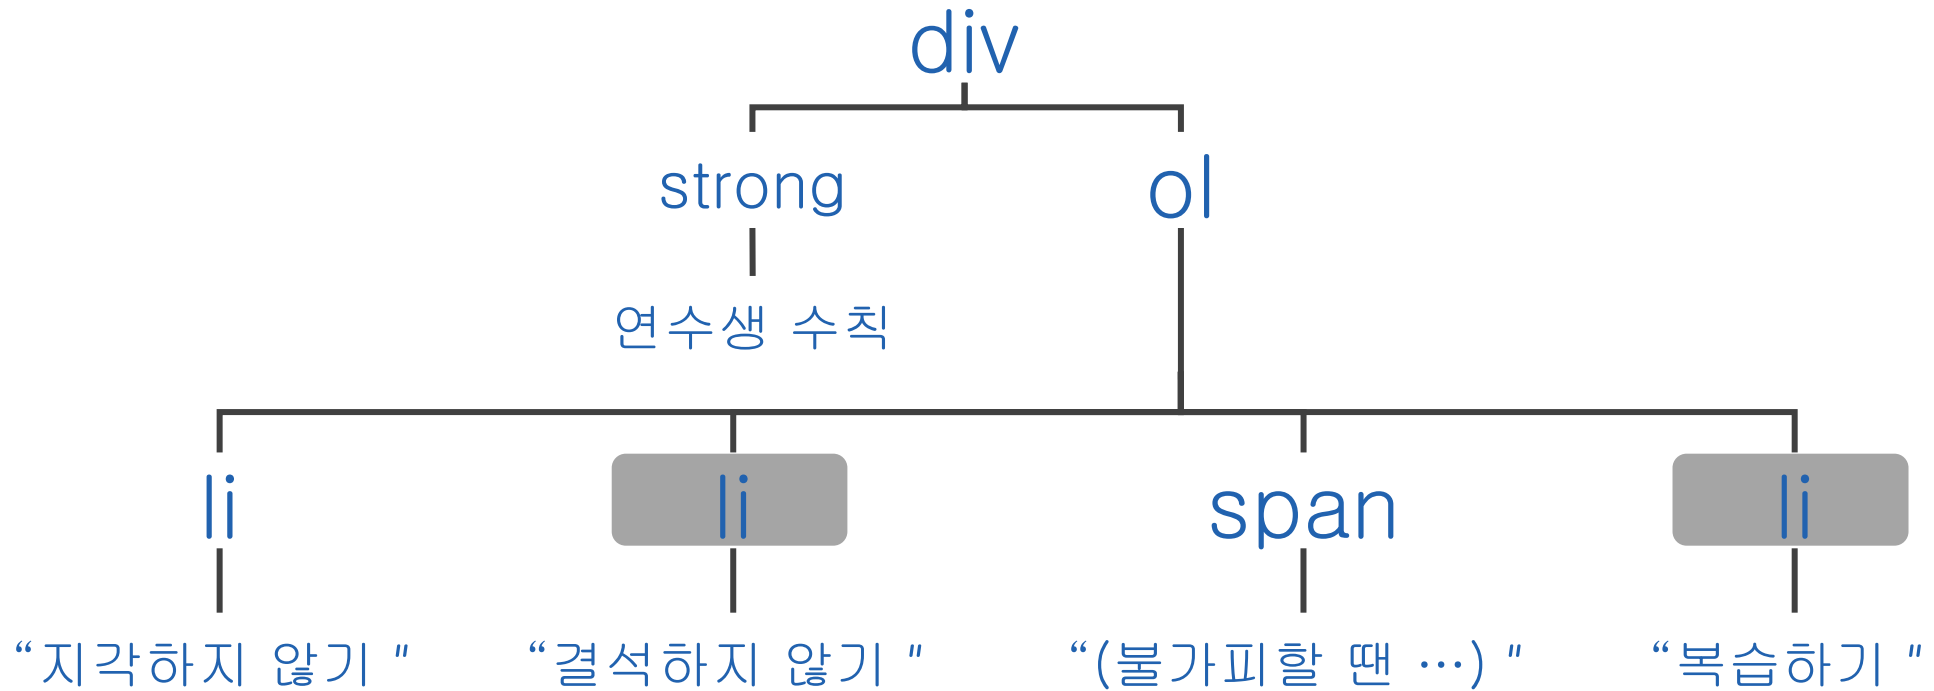 div
strong
ol
연수생 수칙
li
li
span
li
“지각하지 않기 "
“결석하지 않기 "
“(불가피할 땐 …) "
“복습하기 "